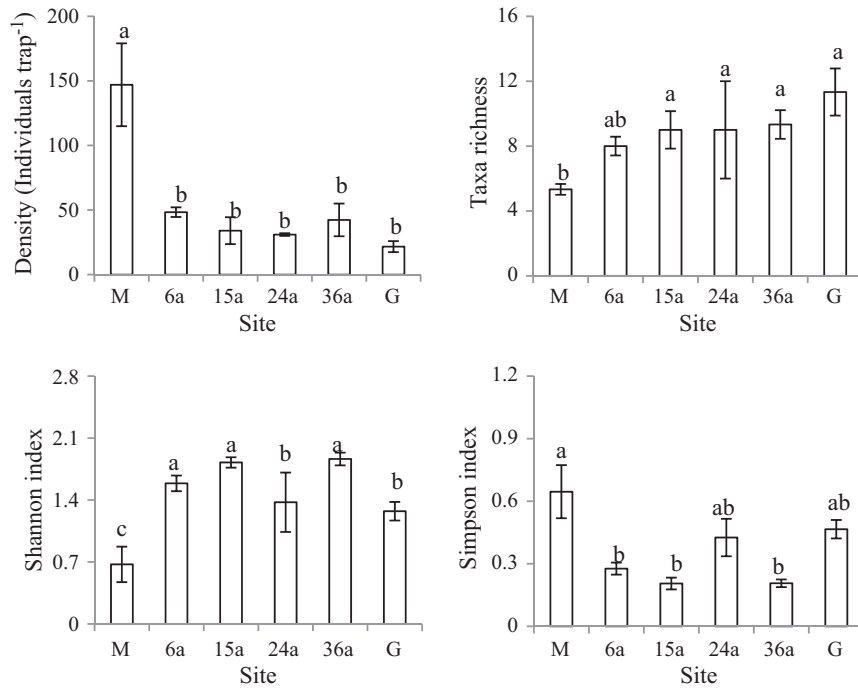 Density (Individuals trap-1)
200
150
100
50
0
a
b
b
b
b
b
M 6a 15a 24a 36a G
Site
Taxa richness
16
12
8
4
0
b
ab
a
a
a
a
M 6a 15a 24a 36a G
Site
Shannon index
2.8
2.1
1.4
0.7
0
c
a
a
b
a
b
M 6a 15a 24a 36a G
Site
Simpson index
1.2
0.9
0.6
0.3
0
a
b
b
ab
b
ab
M 6a 15a 24a 36a G
Site